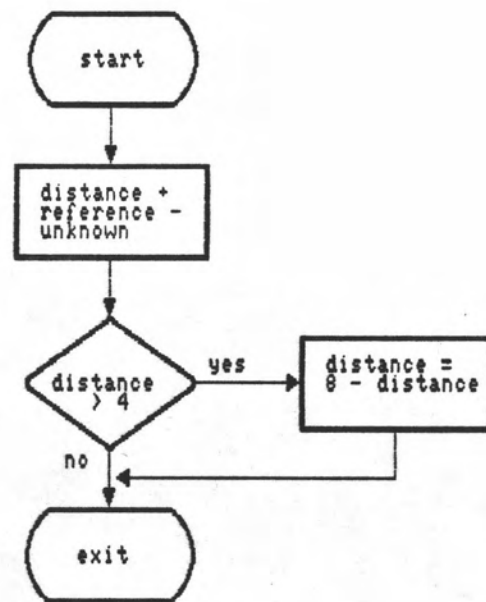 start
distance +
reference -
unknown
distance
> 4
yes
distance =
8 - distance
no
exit